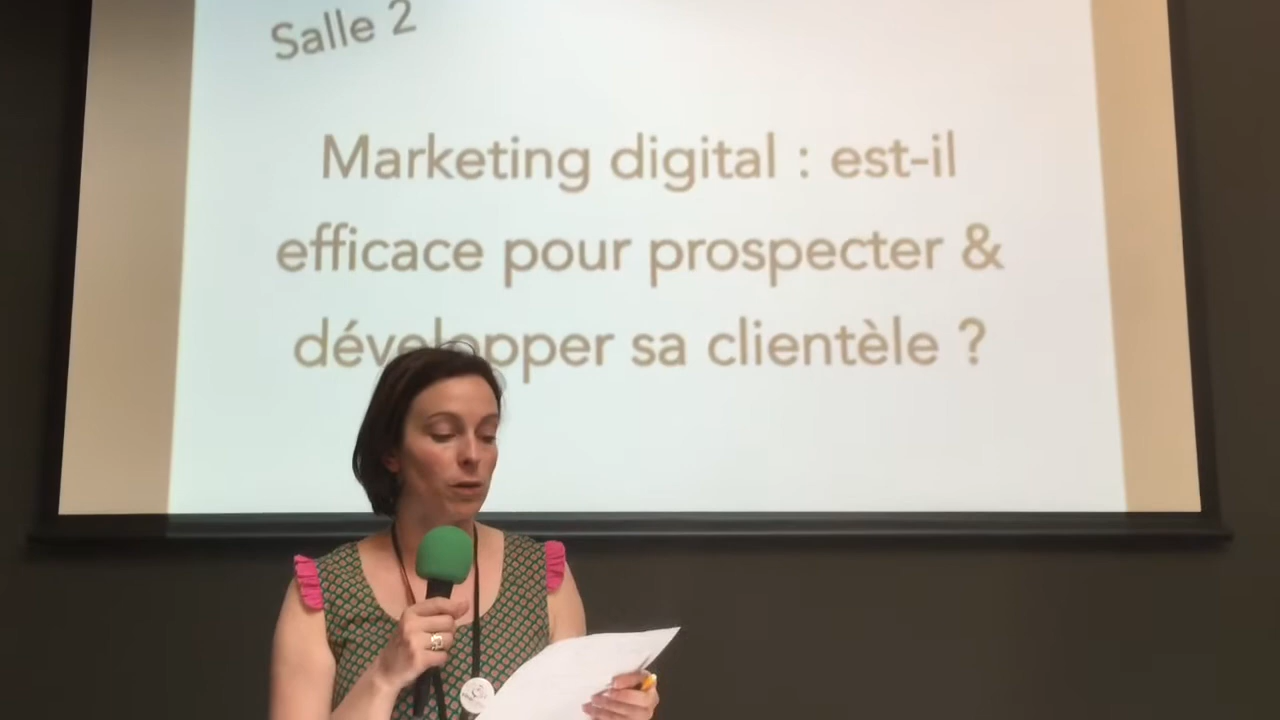 Salle 2
Marketing digital : est-il
efficace pour prospecter &
développer sa clientèle ?